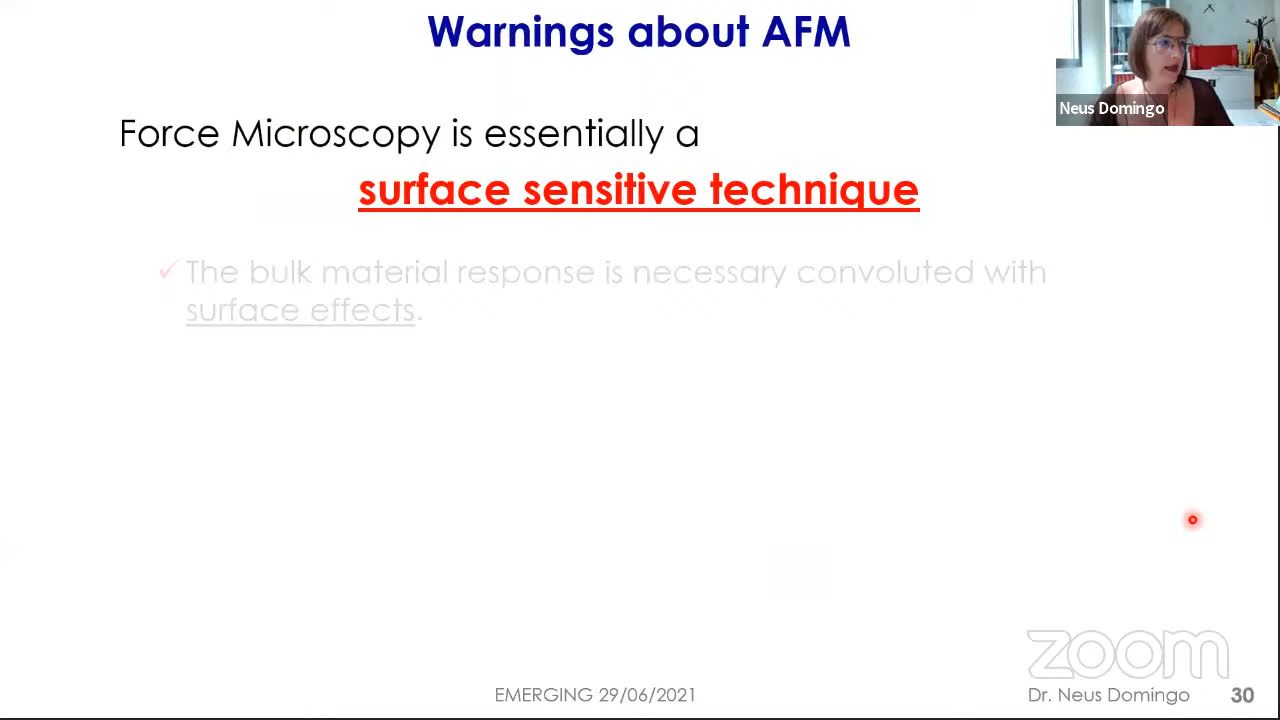 Warnings about AFM
Neus Domingo
Force Microscopy is essentially a
surface sensitive technique
✓ The bulk material response is necessary convoluted with
surface effects.
zoom
EMERGING 29/06/2021
Dr. Neus Domingo
30